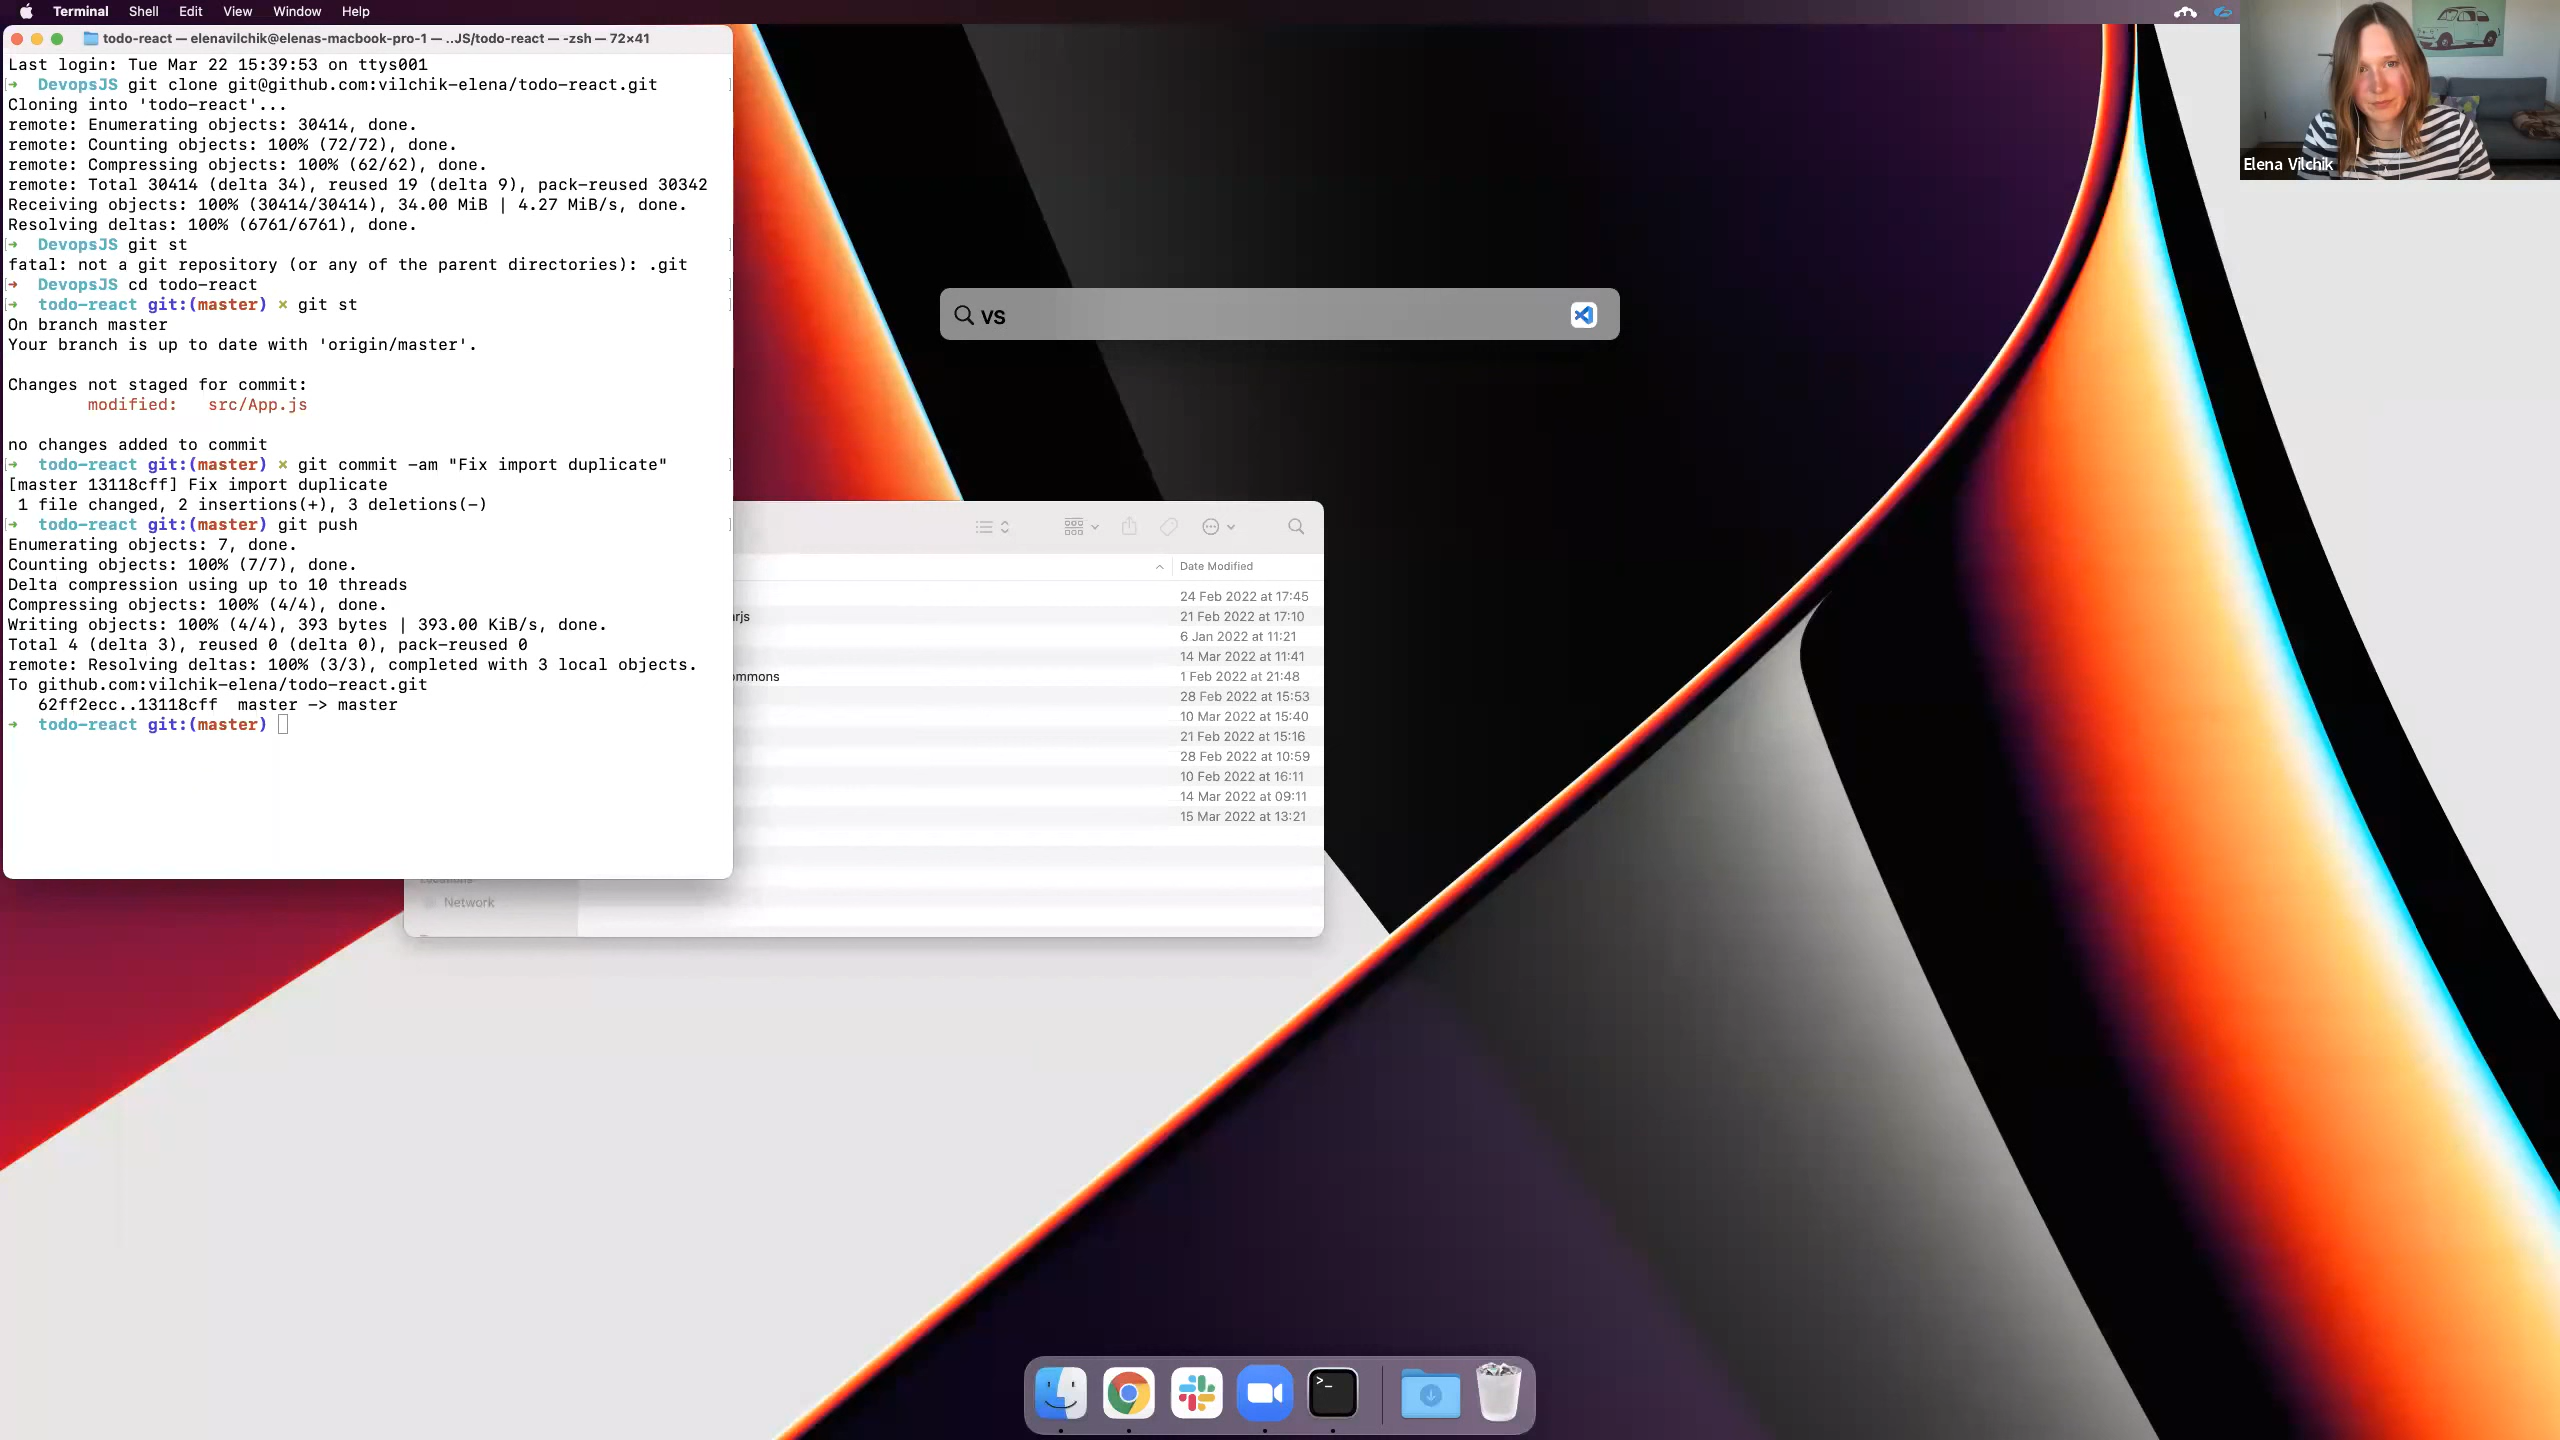 Terminal Shell Edit View Window Help
todo-react — elenavilchik@elenas-macbook-pro-1 — ..JS/todo-react — -zsh — 72×41
Last login: Tue Mar 22 15:39:53 on ttys001
➜ DevopsJS git clone git@github.com:vilchik-elena/todo-react.git
Cloning into 'todo-react'...
remote: Enumerating objects: 30414, done.
remote: Counting objects: 100% (72/72), done.
remote: Compressing objects: 100% (62/62), done.
remote: Total 30414 (delta 34), reused 19 (delta 9), pack-reused 30342
Receiving objects: 100% (30414/30414), 34.00 MiB | 4.27 MiB/s, done.
Resolving deltas: 100% (6761/6761), done.
➜ DevopsJS git st
fatal: not a git repository (or any of the parent directories): .git
➜ DevopsJS cd todo-react
➜ todo-react git:(master) × git st
On branch master
Your branch is up to date with 'origin/master'.
Changes not staged for commit:
modified: src/App.js
no changes added to commit
➜ todo-react git:(master) × git commit -am "Fix import duplicate"
[master 13118cff] Fix import duplicate
1 file changed, 2 insertions(+), 3 deletions(-)
➜ todo-react git:(master) git push
Enumerating objects: 7, done.
Counting objects: 100% (7/7), done.
Delta compression using up to 10 threads
Compressing objects: 100% (4/4), done.
Writing objects: 100% (4/4), 393 bytes | 393.00 KiB/s, done.
Total 4 (delta 3), reused 0 (delta 0), pack-reused 0
remote: Resolving deltas: 100% (3/3), completed with 3 local objects.
To github.com:vilchik-elena/todo-react.git
62ff2ecc..13118cff master -> master
➜ todo-react git:(master)
vs
Elena Vilchik
Date Modified
24 Feb 2022 at 17:45
rjs 21 Feb 2022 at 17:10
6 Jan 2022 at 11:21
14 Mar 2022 at 11:41
ommons 1 Feb 2022 at 21:48
28 Feb 2022 at 15:53
10 Mar 2022 at 15:40
21 Feb 2022 at 15:16
28 Feb 2022 at 10:59
10 Feb 2022 at 16:11
14 Mar 2022 at 09:11
15 Mar 2022 at 13:21
Network